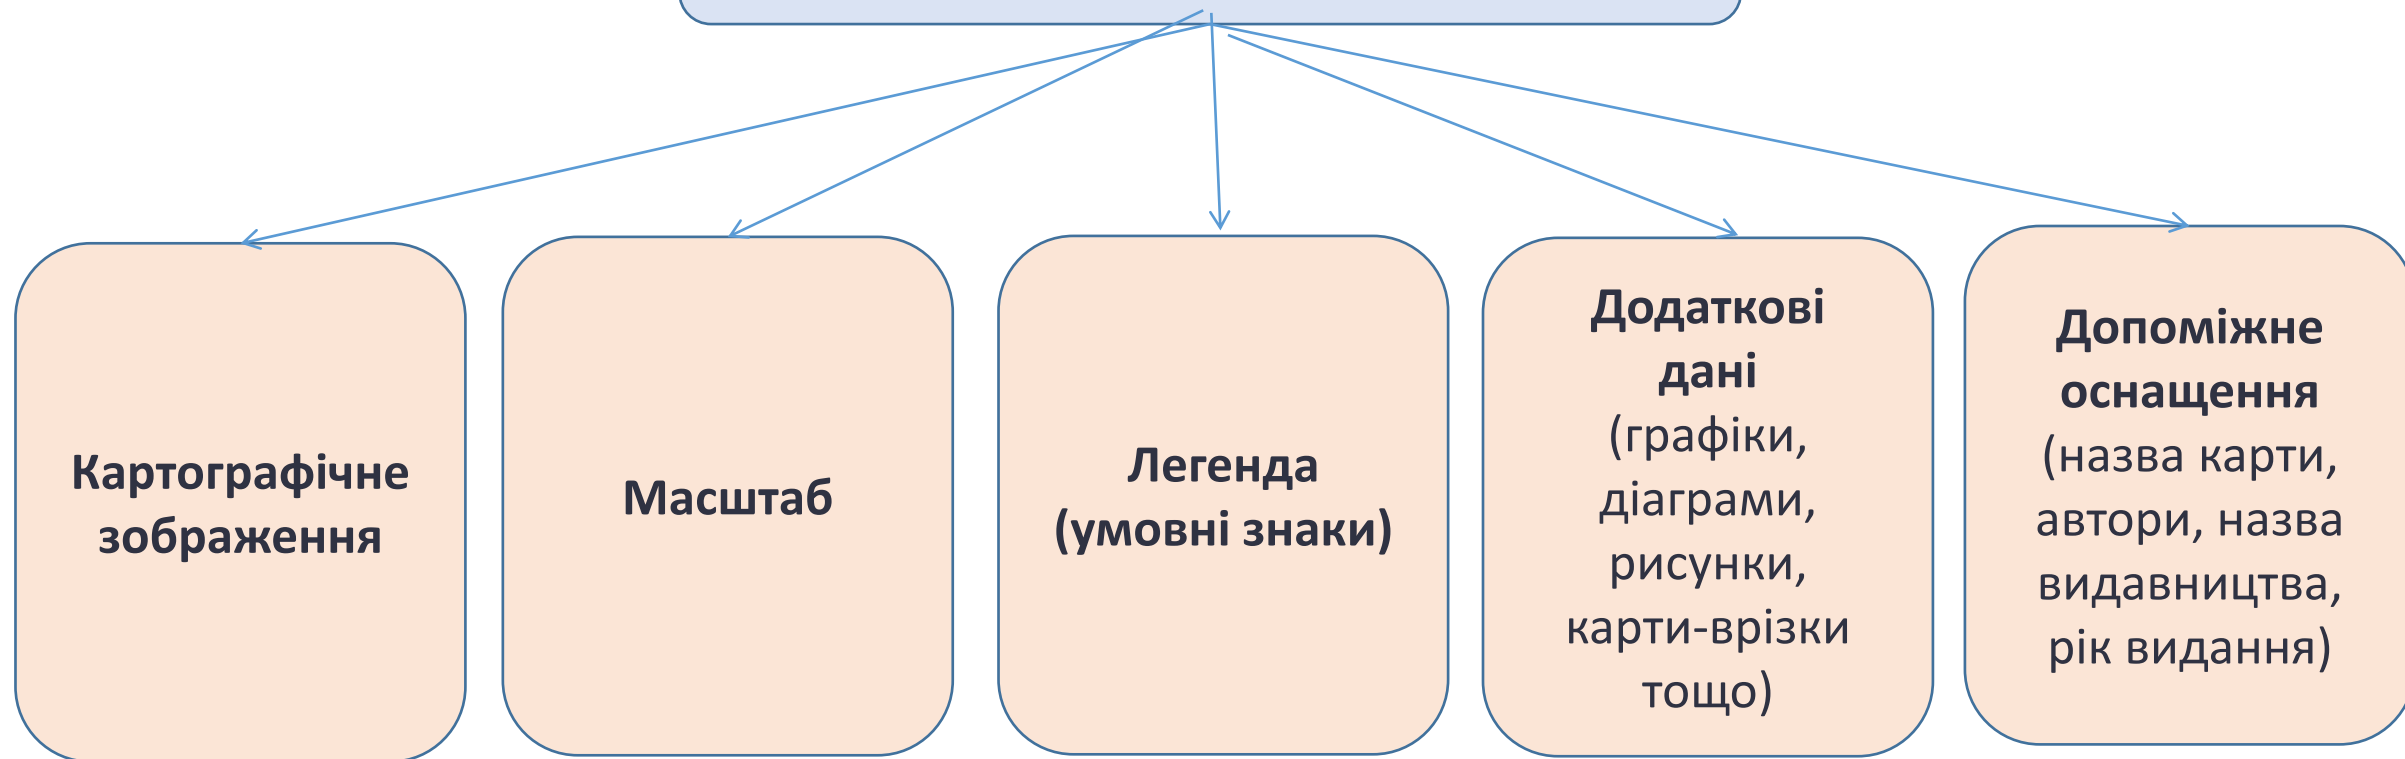 Картографічне
зображення
Масштаб
Легенда
(умовні знаки)
Додаткові
дані
(графіки,
діаграми,
рисунки,
карти-врізки
тощо)
Допоміжне
оснащення
(назва карти,
автори, назва
видавництва,
рік видання)